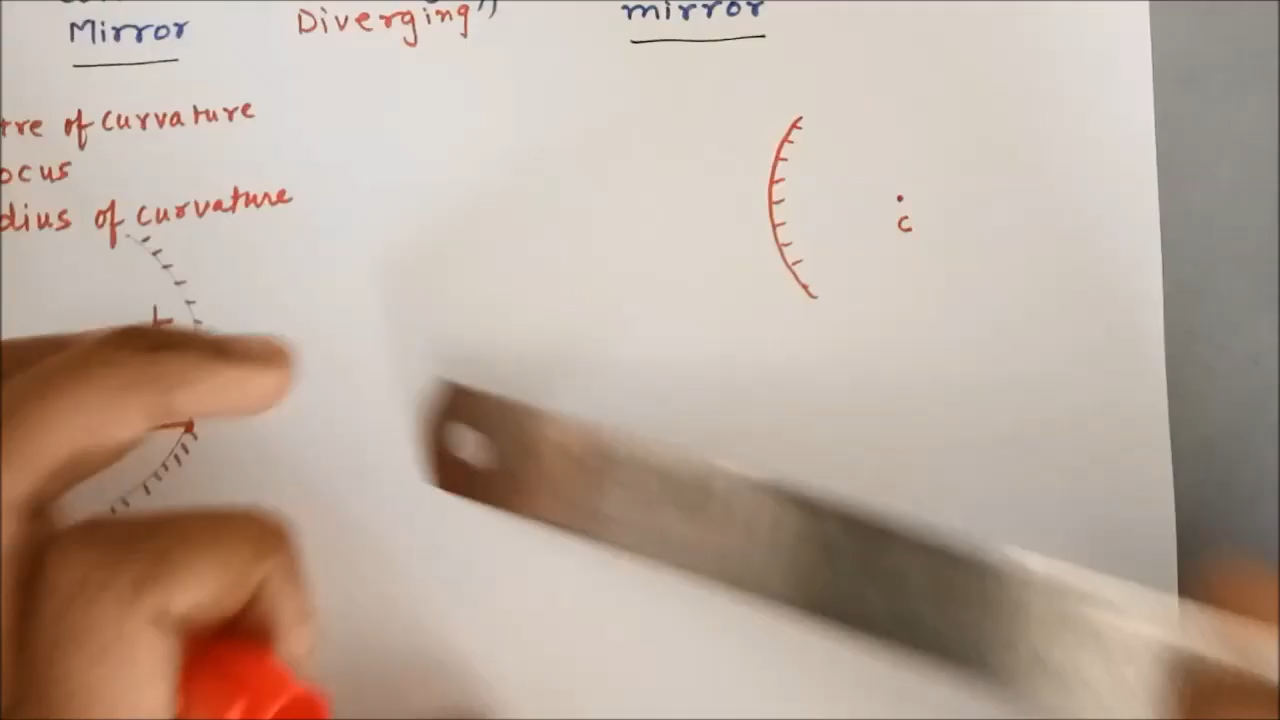 Mirror
Diverging"
mirror
tre of curvature
ocus
dius of curvature
c